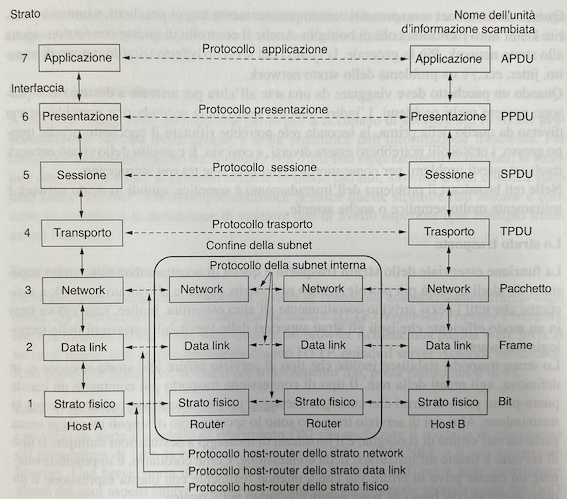 Strato
Nome dell'unità
d'informazione scambiata
7 Applicazione Protocollo applicazione Applicazione APDU
Interfaccia
6 Presentazione Protocollo presentazione Presentazione PPDU
5 Sessione Protocollo sessione Sessione SPDU
4 Transporto Protocollo trasporto Trasporto TPDU
Confine della subnet
Protocollo della subnet interna
3 Network Network Network Network Pacchetto
2 Data link Data link Data link Data link Frame
1 Strato fisico Strato fisico Strato fisico Strato fisico Bit
Host A Router Router Host B
Protocollo host-router dello strato network
Protocollo host-router dello strato data link
Protocollo host-router dello strato fisico